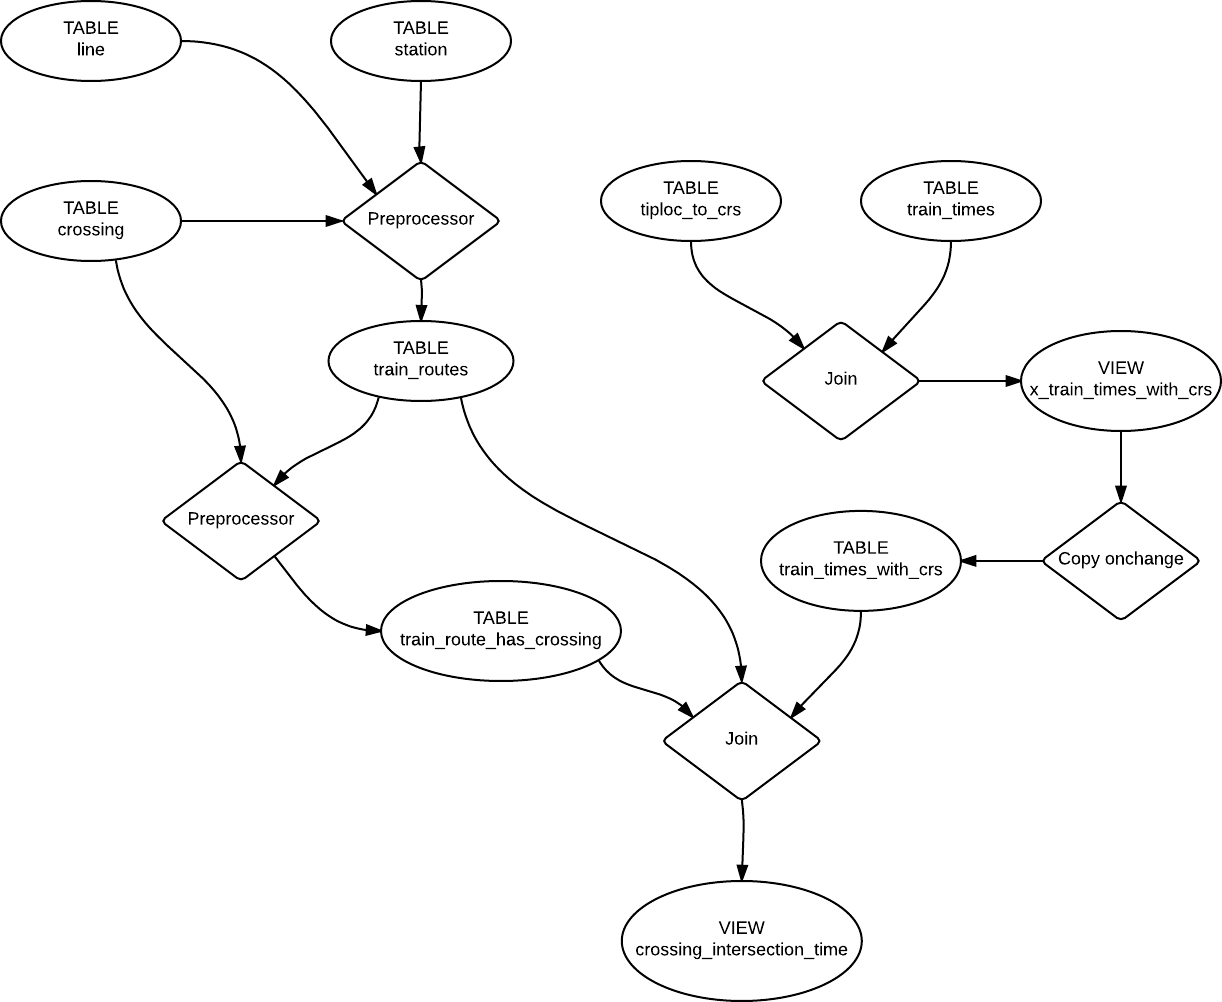 TABLE
line
TABLE
station
TABLE
crossing
Preprocessor
TABLE
tiploc_to_crs
TABLE
train_times
TABLE
train_routes
Join
VIEW
x_train_times_with_crs
Preprocessor
TABLE
train_times_with_crs
Copy onchange
TABLE
train_route_has_crossing
Join
VIEW
crossing_intersection_time